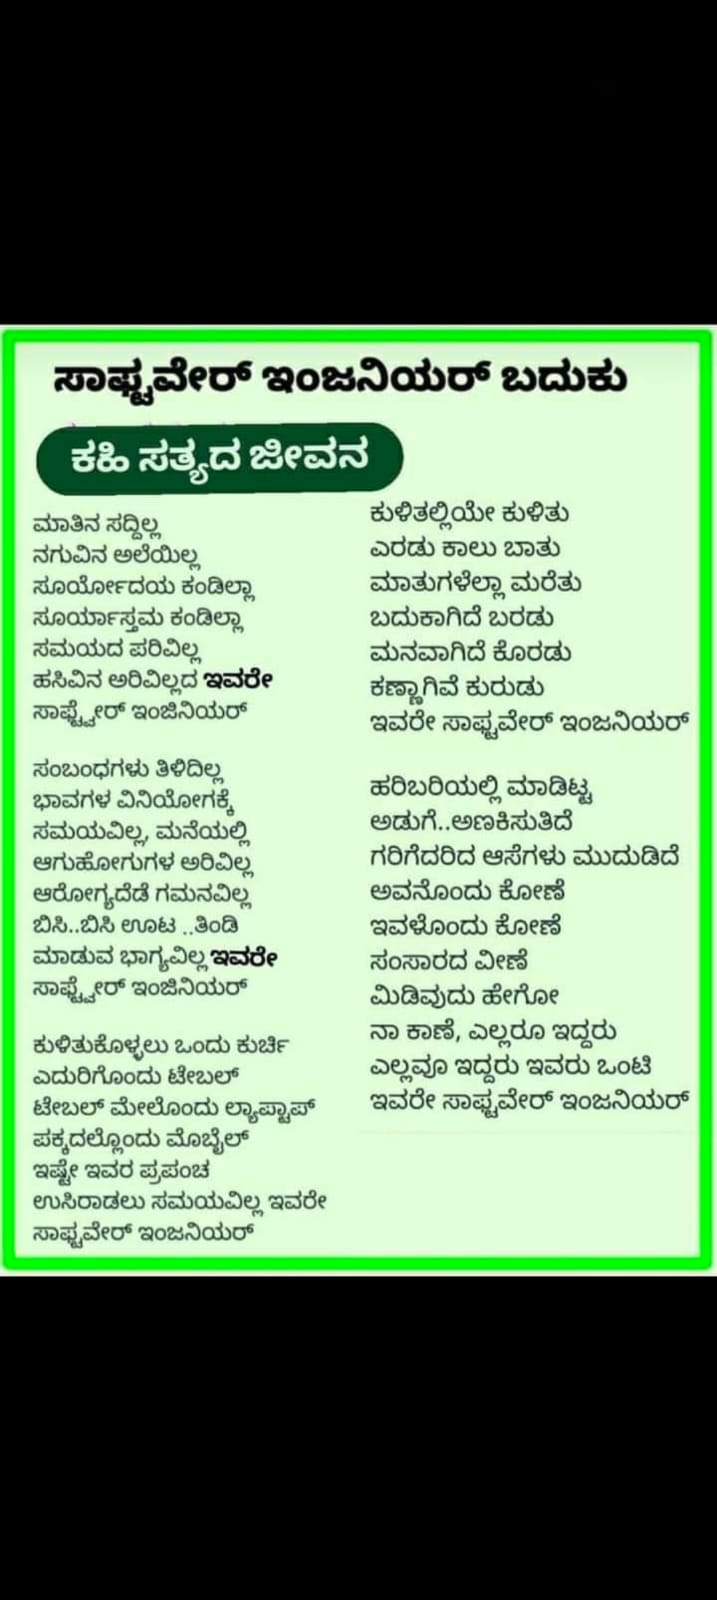 ಸಾಫ್ಟವೇರ್ ಇಂಜನಿಯರ್ ಬದುಕು
ಕಹಿ ಸತ್ಯದ ಜೀವನ
ಮಾತಿನ ಸದ್ದಿಲ್ಲ
ನಗುವಿನ ಅಲೆಯಿಲ್ಲ
ಸೂರ್ಯೋದಯ ಕಂಡಿಲ್ಲಾ
ಸೂರ್ಯಾಸ್ತಮ ಕಂಡಿಲ್ಲಾ
ಸಮಯದ ಪರಿವಿಲ್ಲ
ಹಸಿವಿನ ಅರಿವಿಲ್ಲದ ಇವರೇ
ಸಾಫ್ಟ್ವೇರ್ ಇಂಜಿನಿಯರ್
ಸಂಬಂಧಗಳು ತಿಳಿದಿಲ್ಲ
ಭಾವಗಳ ವಿನಿಯೋಗಕ್ಕೆ
ಸಮಯವಿಲ್ಲ, ಮನೆಯಲ್ಲಿ
ಆಗುಹೋಗುಗಳ ಅರಿವಿಲ್ಲ
ಆರೋಗ್ಯದೆಡೆ ಗಮನವಿಲ್ಲ
ಬಿಸಿ..ಬಿಸಿ ಊಟ ..ತಿಂಡಿ
ಮಾಡುವ ಭಾಗ್ಯವಿಲ್ಲ ಇವರೇ
ಸಾಫ್ಟ್ವೇರ್ ಇಂಜಿನಿಯರ್
ಕುಳಿತುಕೊಳ್ಳಲು ಒಂದು ಕುರ್ಚಿ
ಎದುರಿಗೊಂದು ಟೇಬಲ್
ಟೇಬಲ್ ಮೇಲೊಂದು ಲ್ಯಾಪ್ಟಾಪ್
ಪಕ್ಕದಲ್ಲೊಂದು ಮೊಬೈಲ್
ಇಷ್ಟೇ ಇವರ ಪ್ರಪಂಚ
ಉಸಿರಾಡಲು ಸಮಯವಿಲ್ಲ ಇವರೇ
ಸಾಫ್ಟವೇರ್ ಇಂಜನಿಯರ್
ಕುಳಿತಲ್ಲಿಯೇ ಕುಳಿತು
ಎರಡು ಕಾಲು ಬಾತು
ಮಾತುಗಳೆಲ್ಲಾ ಮರೆತು
ಬದುಕಾಗಿದೆ ಬರಡು
ಮನವಾಗಿದೆ ಕೊರಡು
ಕಣ್ಣಾಗಿವೆ ಕುರುಡು
ಇವರೇ ಸಾಫ್ಟವೇರ್ ಇಂಜನಿಯರ್
ಹರಿಬರಿಯಲ್ಲಿ ಮಾಡಿಟ್ಟ
ಅಡುಗೆ..ಅಣಕಿಸುತಿದೆ
ಗರಿಗೆದರಿದ ಆಸೆಗಳು ಮುದುಡಿದೆ
ಅವನೊಂದು ಕೋಣೆ
ಇವಳೊಂದು ಕೋಣೆ
ಸಂಸಾರದ ವೀಣೆ
ಮಿಡಿವುದು ಹೇಗೋ
ನಾ ಕಾಣೆ, ಎಲ್ಲರೂ ಇದ್ದರು
ಎಲ್ಲವೂ ಇದ್ದರು ಇವರು ಒಂಟಿ
ಇವರೇ ಸಾಫ್ಟವೇರ್ ಇಂಜನಿಯರ್